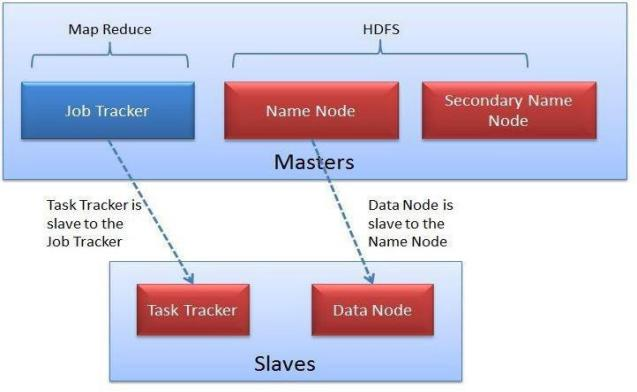 Map Reduce
HDFS
Job Tracker
Name Node
Secondary Name
Node
Masters
Task Tracker is
slave to the
Job Tracker
Data Node is
slave to the
Name Node
Task Tracker
Data Node
Slaves